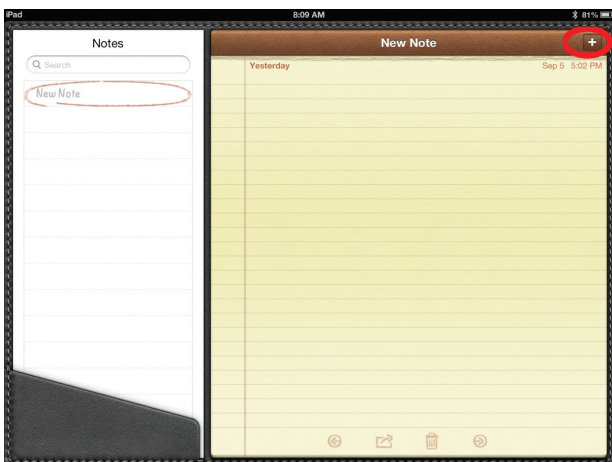 iPad 8:09 AM 81%
Notes New Note +
Search
Yesterday Sep 5 5:02 PM
New Note